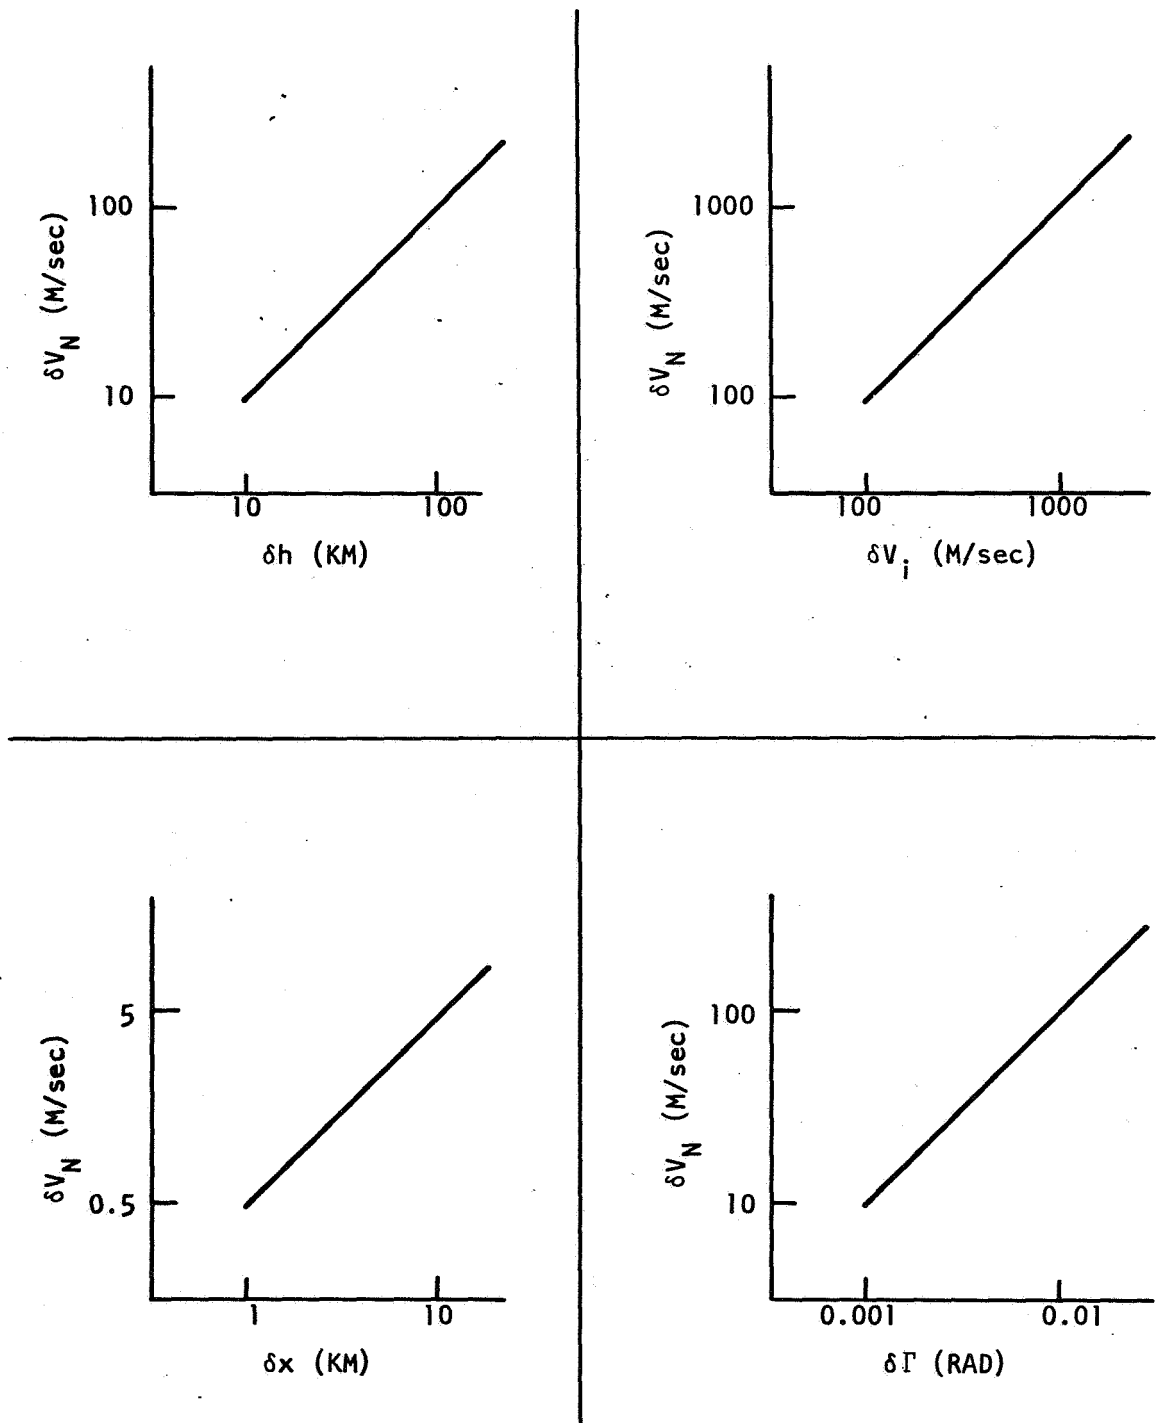 100
δV_N (M/sec)
10
10 100
δh (KM)
1000
δV_N (M/sec)
100
100 1000
δV_i (M/sec)
5
δV_N (M/sec)
0.5
1 10
δx (KM)
100
δV_N (M/sec)
10
0.001 0.01
δΓ (RAD)